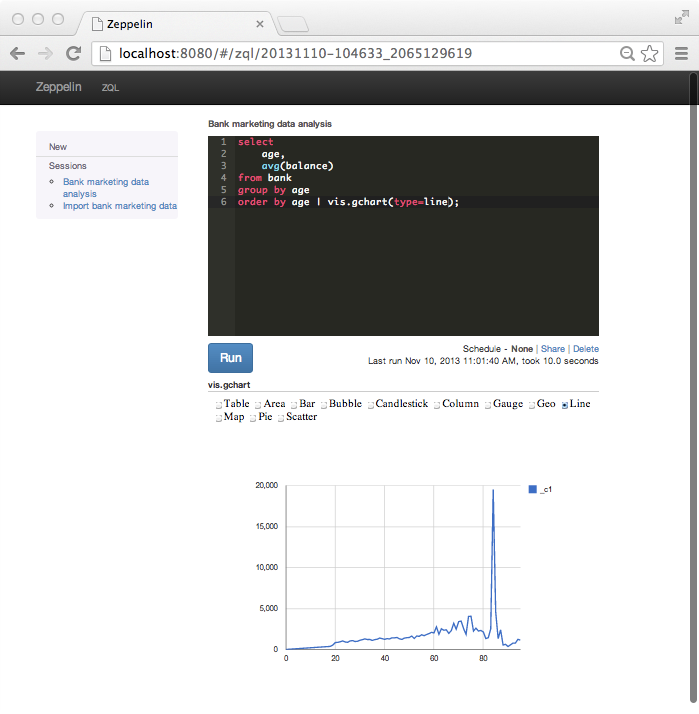 Zeppelin
localhost:8080/#/zql/20131110-104633_2065129619
Zeppelin ZQL
New
Sessions
Bank marketing data
analysis
Import bank marketing data
Bank marketing data analysis
1 select
2 age,
3 avg(balance)
4 from bank
5 group by age
6 order by age | vis.gchart(type=line);
Run
Schedule - None | Share | Delete
Last run Nov 10, 2013 11:01:40 AM, took 10.0 seconds
vis.gchart
Table Area Bar Bubble Candlestick Column Gauge Geo Line
Map Pie Scatter
20,000
15,000
10,000
5,000
0
0 20 40 60 80
_c1